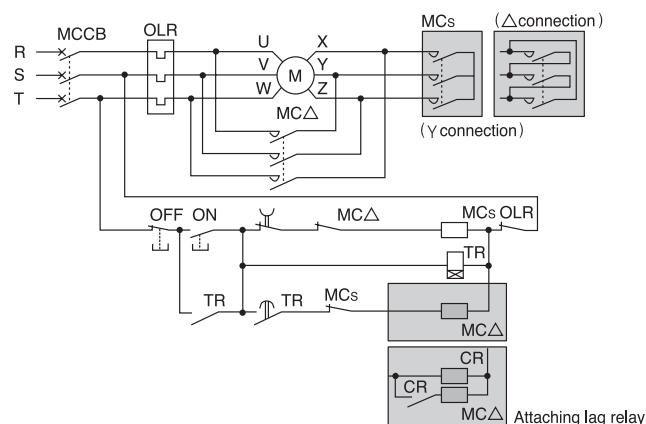 MCCB OLR MCs (△connection)
R U X
S V M Y
T W Z
MC△
(Y connection)
OFF ON MC△ MCs OLR
TR
TR TR MCs
MC△
CR
CR
MC△ Attaching lag relay